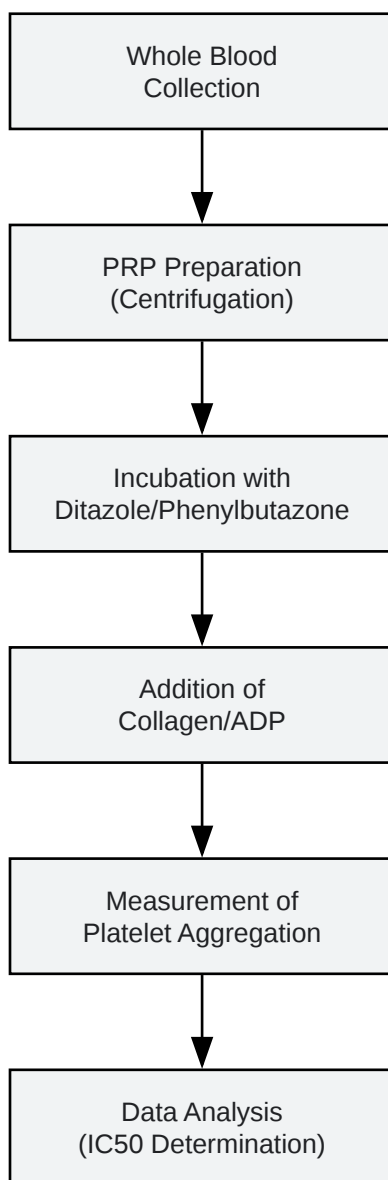 Whole Blood
Collection
PRP Preparation
(Centrifugation)
Incubation with
Ditazole/Phenylbutazone
Addition of
Collagen/ADP
Measurement of
Platelet Aggregation
Data Analysis
(IC50 Determination)